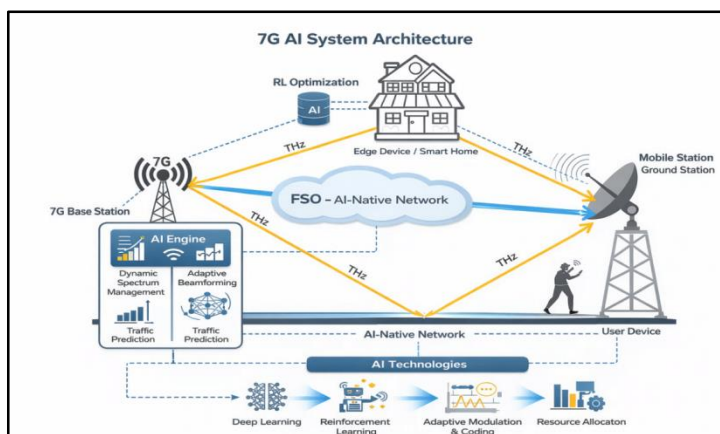 7G AI System Architecture
RL Optimization
AI
THz
THz
Edge Device / Smart Home
7G
Mobile Station
Ground Station
7G Base Station
FSO – AI-Native Network
THz
AI Engine
Dynamic
Spectrum
Management
Adaptive
Beamforming
THz
THz
Traffic
Prediction
Traffic
Prediction
AI-Native Network
User Device
AI Technologies
Deep Learning
Reinforcement
Learning
Adaptive Modulation
& Coding
Resource Allocaton